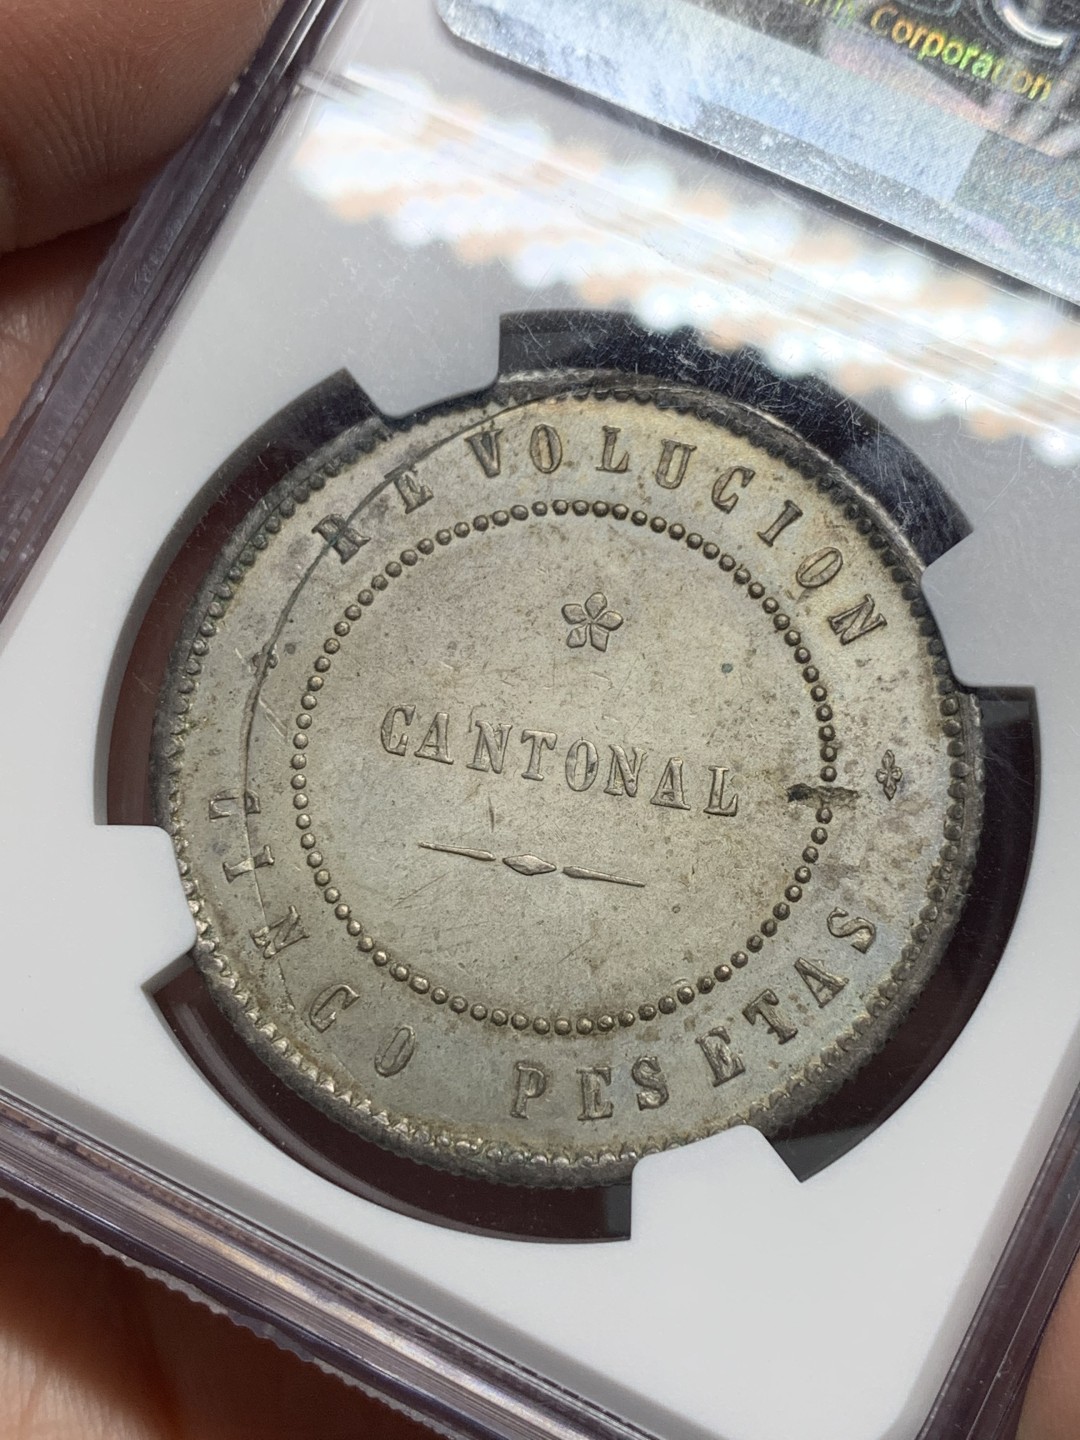 Corporation
REVOLUCION
CANTONAL
CINCO PESETAS